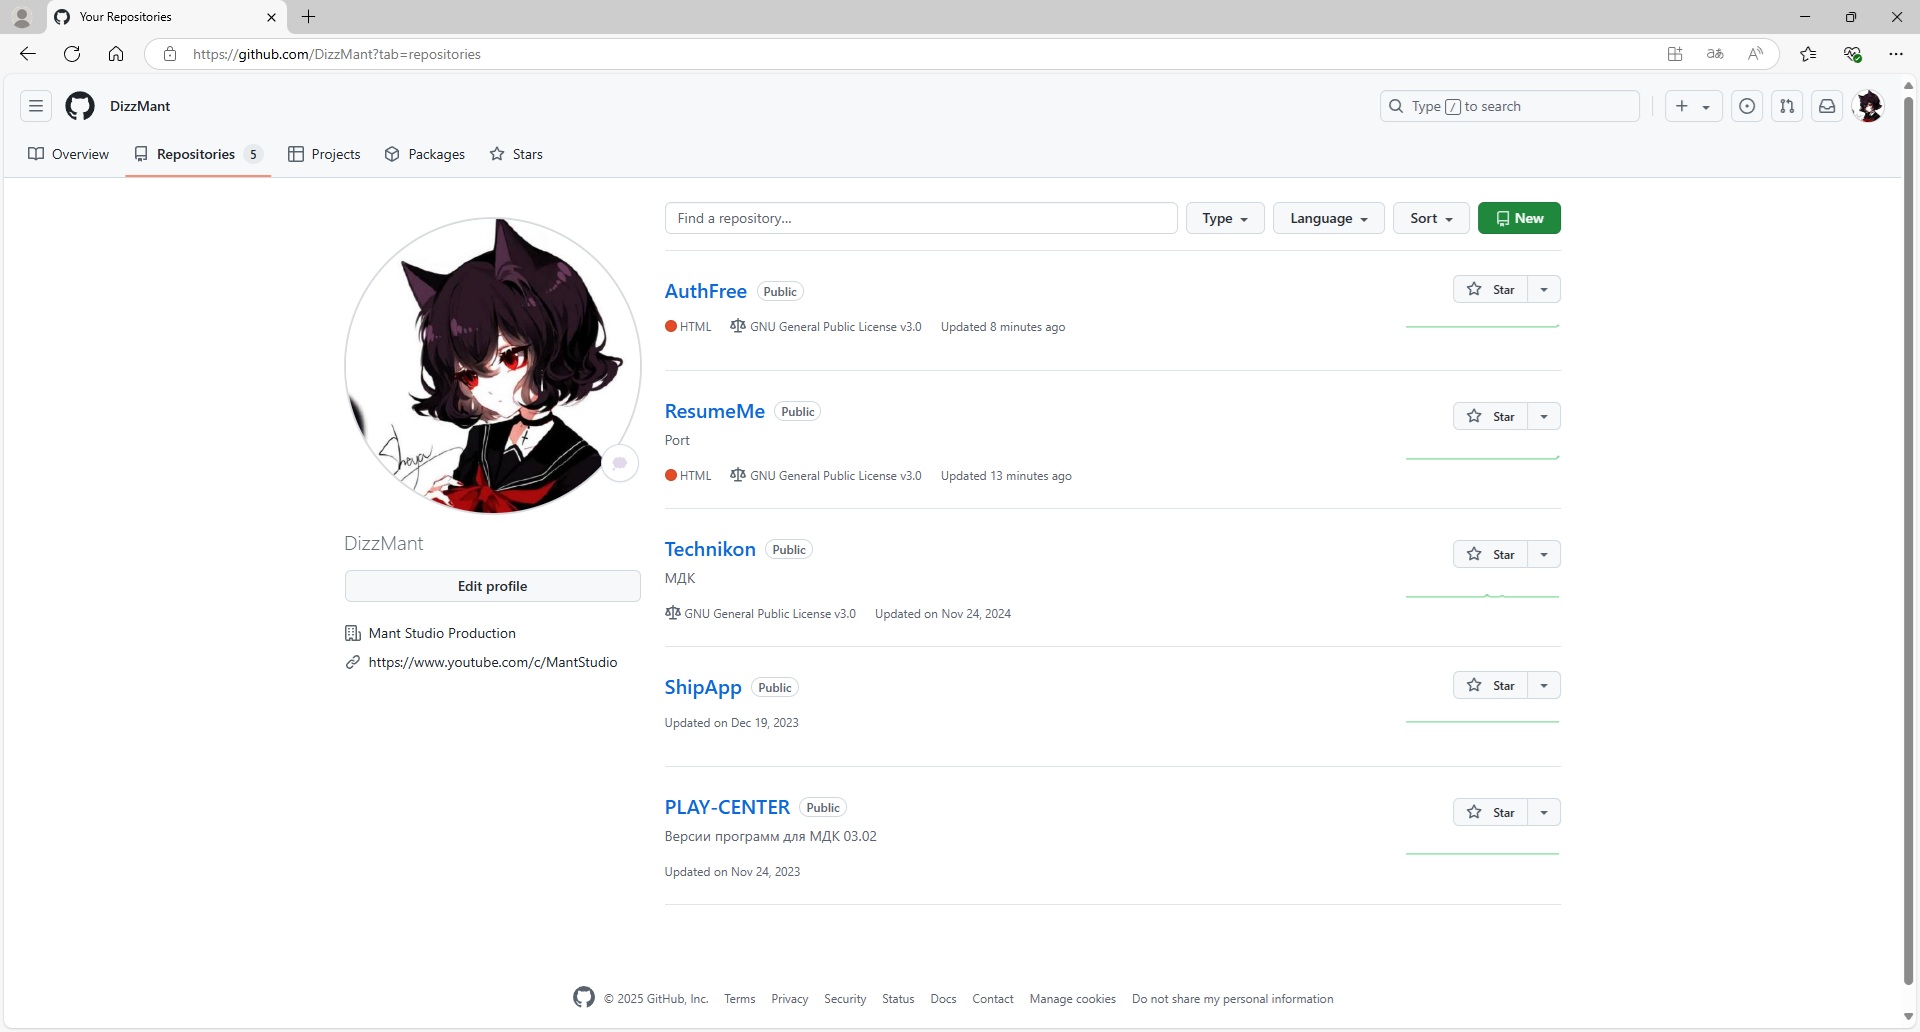 Your Repositories
https://github.com/DizzMant?tab=repositories
DizzMant
Type / to search
Overview
Repositories 5
Projects
Packages
Stars
Find a repository...
Type
Language
Sort
New
AuthFree Public
Star
HTML GNU General Public License v3.0 Updated 8 minutes ago
ResumeMe Public
Star
Port
HTML GNU General Public License v3.0 Updated 13 minutes ago
Technikon Public
Star
МДК
GNU General Public License v3.0 Updated on Nov 24, 2024
ShipApp Public
Star
Updated on Dec 19, 2023
PLAY-CENTER Public
Star
Версии программ для МДК 03.02
Updated on Nov 24, 2023
DizzMant
Edit profile
Mant Studio Production
https://www.youtube.com/c/MantStudio
© 2025 GitHub, Inc. Terms Privacy Security Status Docs Contact Manage cookies Do not share my personal information